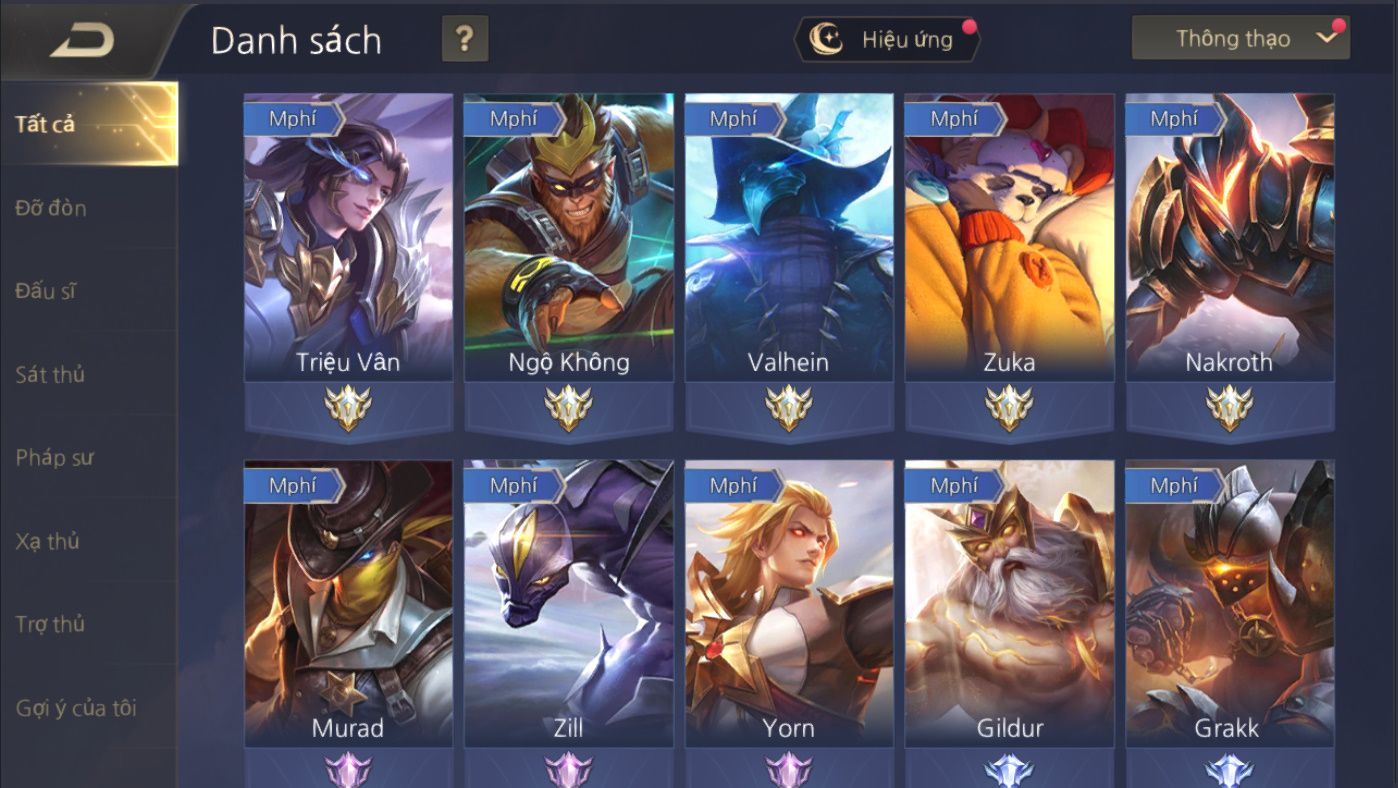 Danh sách
?
Hiệu ứng
Thông thạo
Tất cả
Đỡ đòn
Đấu sĩ
Sát thủ
Pháp sư
Xạ thủ
Trợ thủ
Gợi ý của tôi
Mphí
Mphí
Mphí
Mphí
Mphí
Triệu Vân
Ngộ Không
Valhein
Zuka
Nakroth
Mphí
Mphí
Mphí
Mphí
Mphí
Murad
Zill
Yorn
Gildur
Grakk